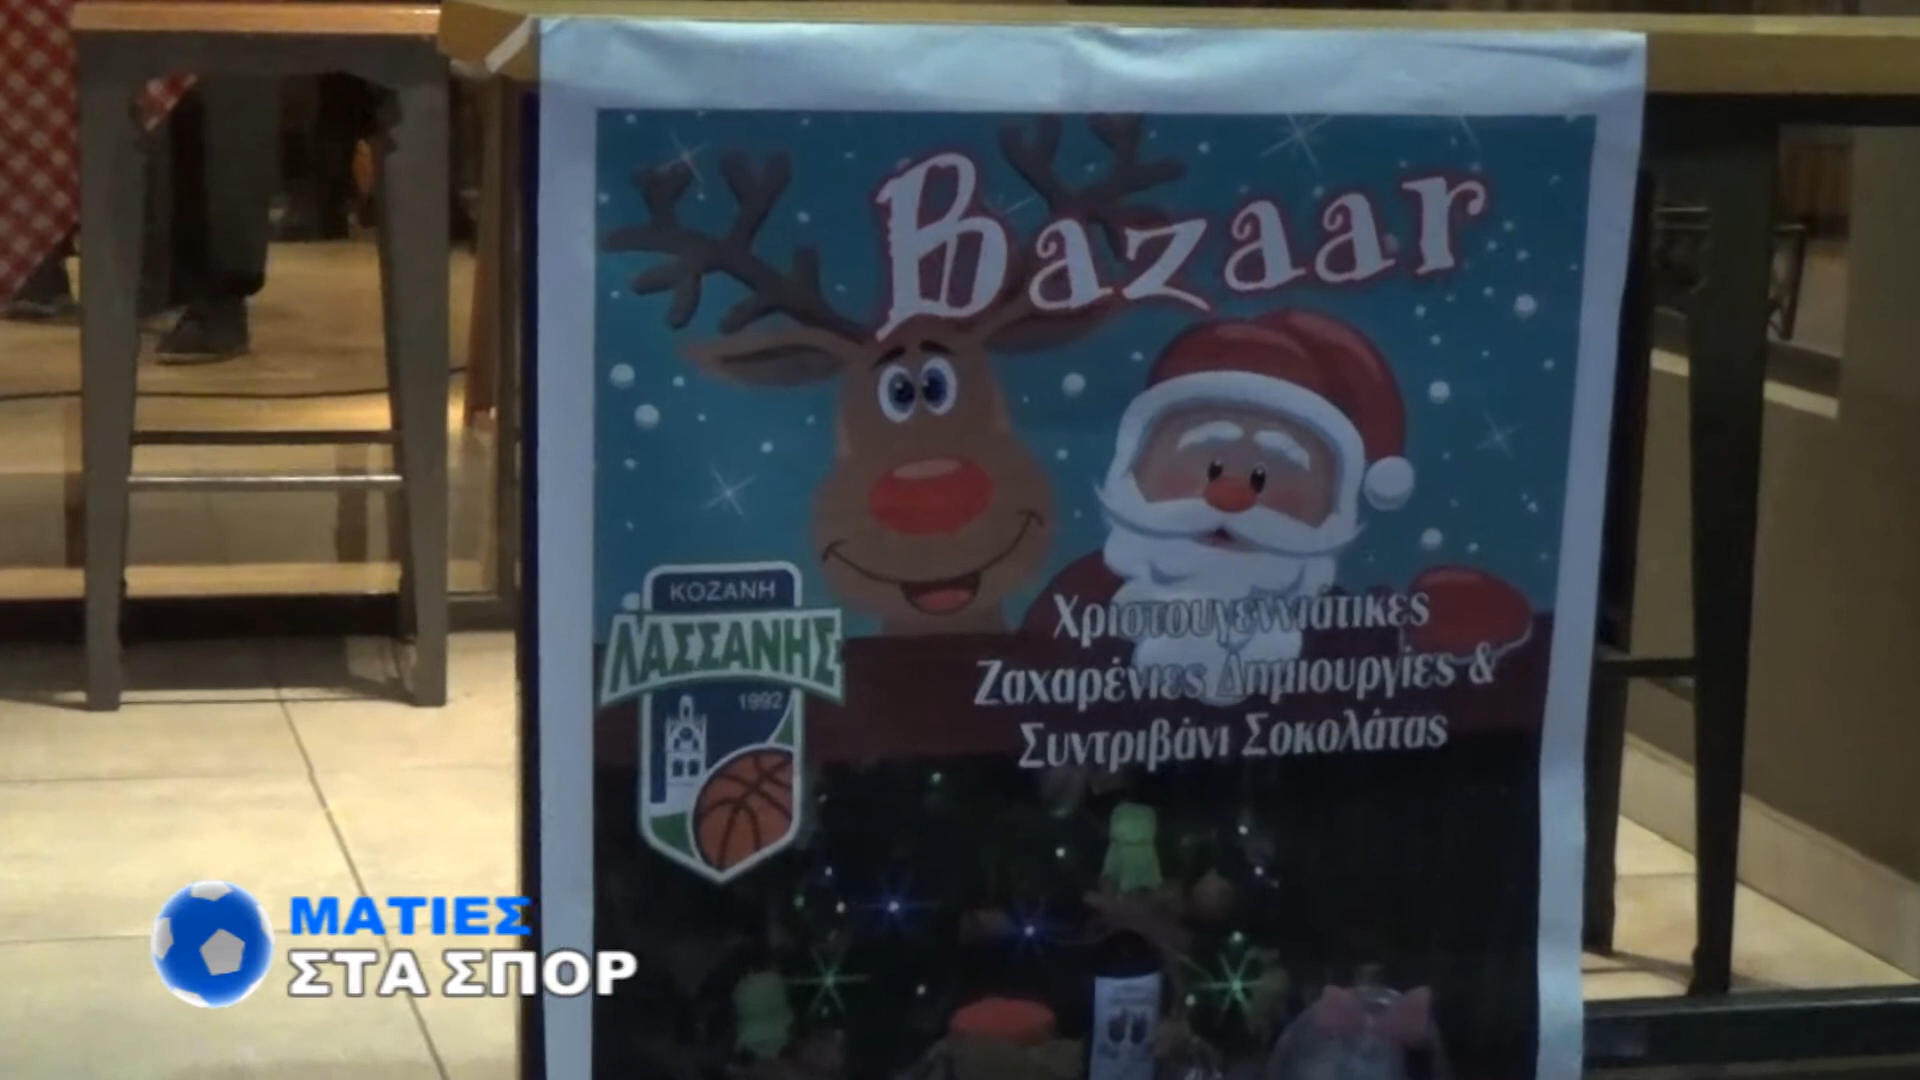 Bazaar
ΚΟΖΑΝΗ
ΛΑΣΣΑΝΗΣ
1992
Χριστουγεννιάτικες
Ζαχαρένιες Δημιουργίες &
Συντριβάνι Σοκολάτας
ΜΑΤΙΕΣ
ΣΤΑ ΣΠΟΡ